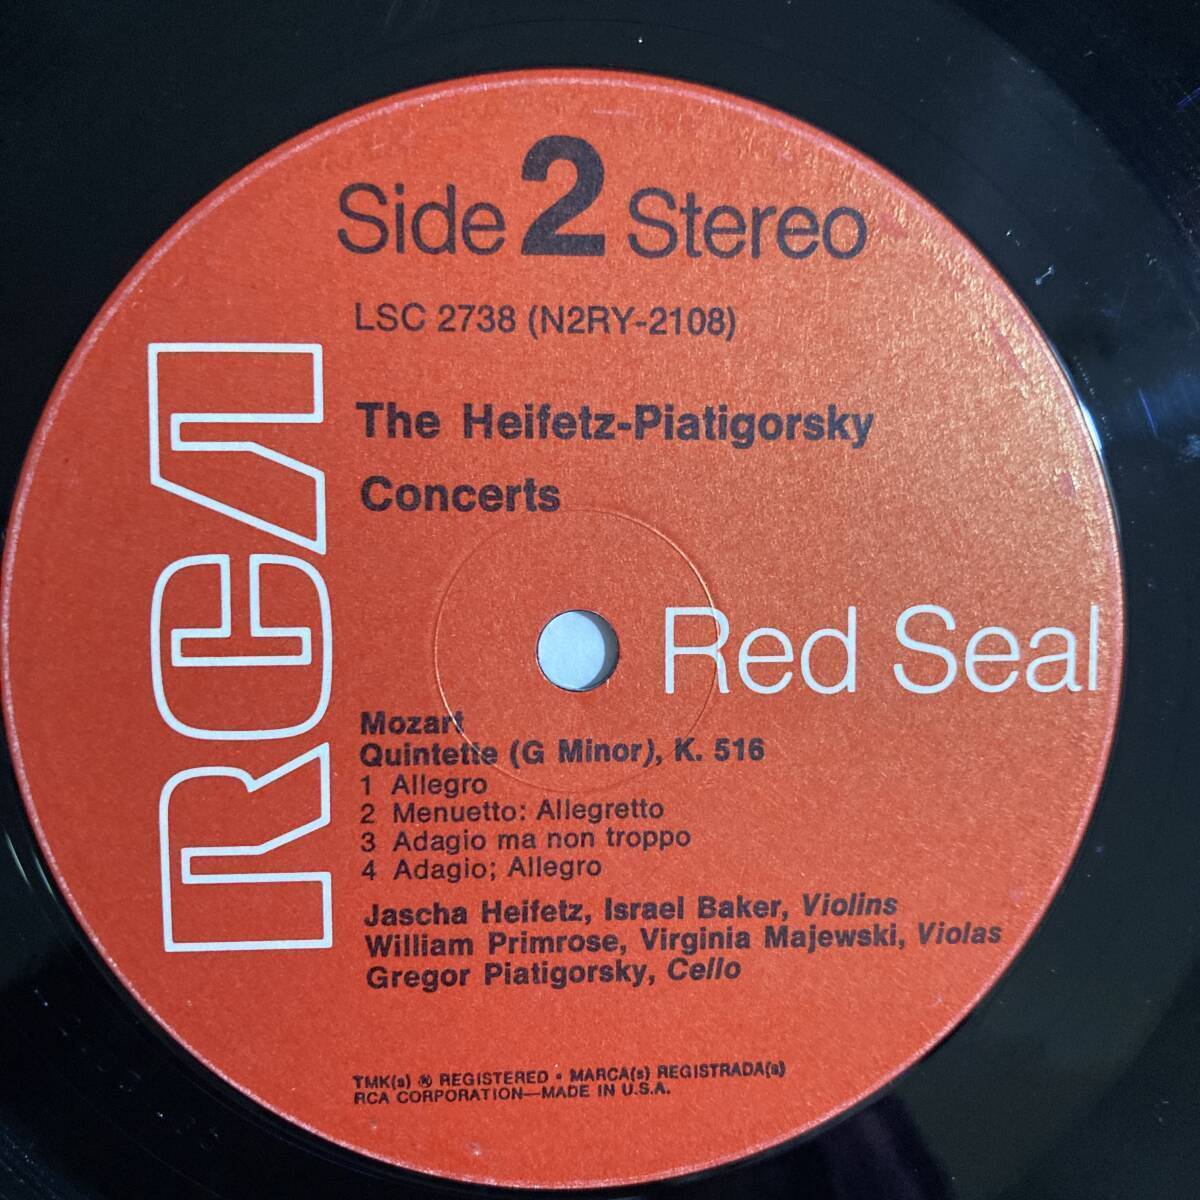 Side 2 Stereo
LSC 2738 (N2RY-2108)
The Heifetz-Piatigorsky
Concerts
RCA
Red Seal
Mozart
Quintette (G Minor), K. 516
1 Allegro
2 Menuetto: Allegretto
3 Adagio ma non troppo
4 Adagio; Allegro
Jascha Heifetz, Israel Baker, Violins
William Primrose, Virginia Majewski, Violas
Gregor Piatigorsky, Cello
TMK(s) ® REGISTERED • MARCA(s) REGISTRADA(s)
RCA CORPORATION—MADE IN U.S.A.